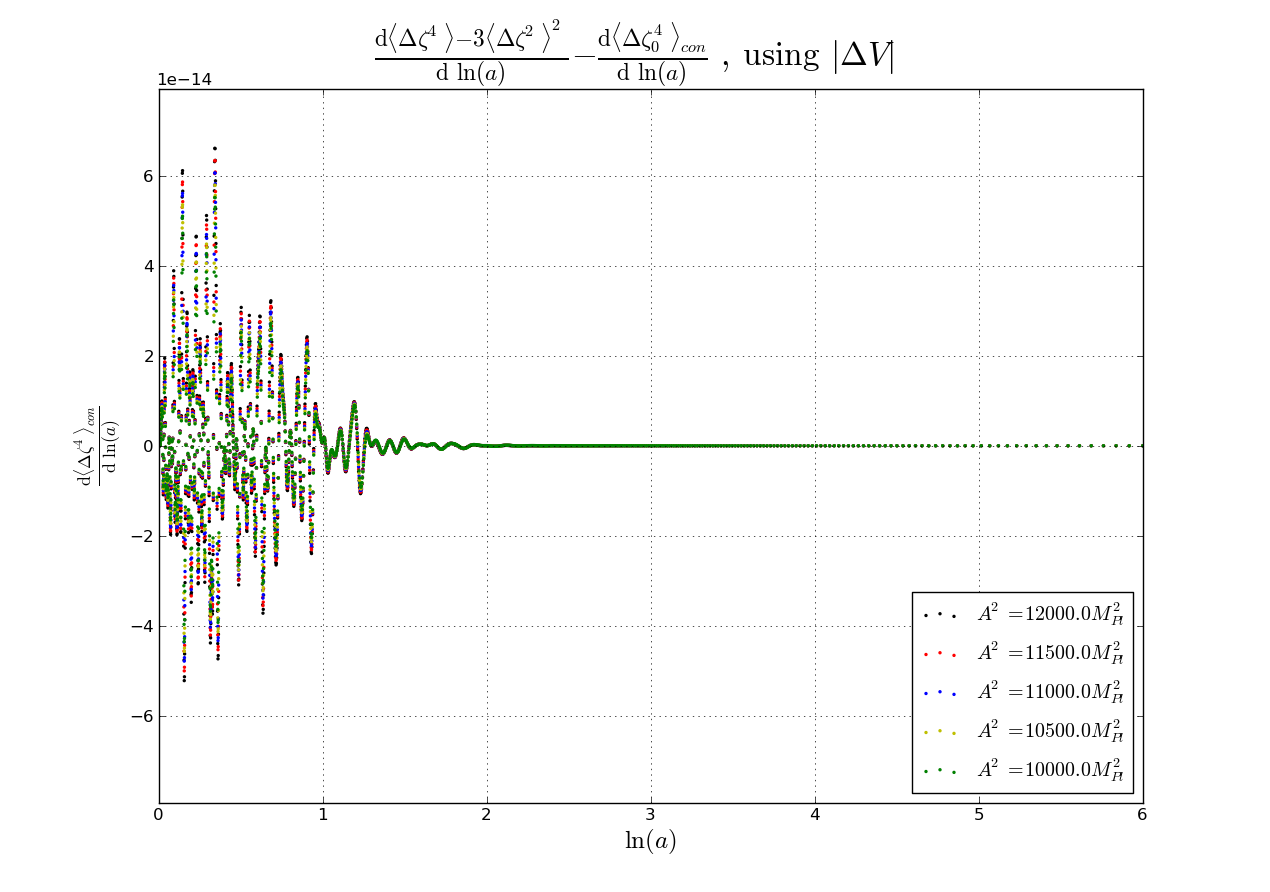 d⟨Δζ⁴⟩−3⟨Δζ²⟩² / d ln(a) − d⟨Δζ₀⁴⟩con / d ln(a) , using |ΔV|
1e−14
6
4
2
0
−2
−4
−6
d⟨Δζ⁴⟩con / d ln(a)
A² =12000.0M²Pl
A² =11500.0M²Pl
A² =11000.0M²Pl
A² =10500.0M²Pl
A² =10000.0M²Pl
0 1 2 3 4 5 6
ln(a)